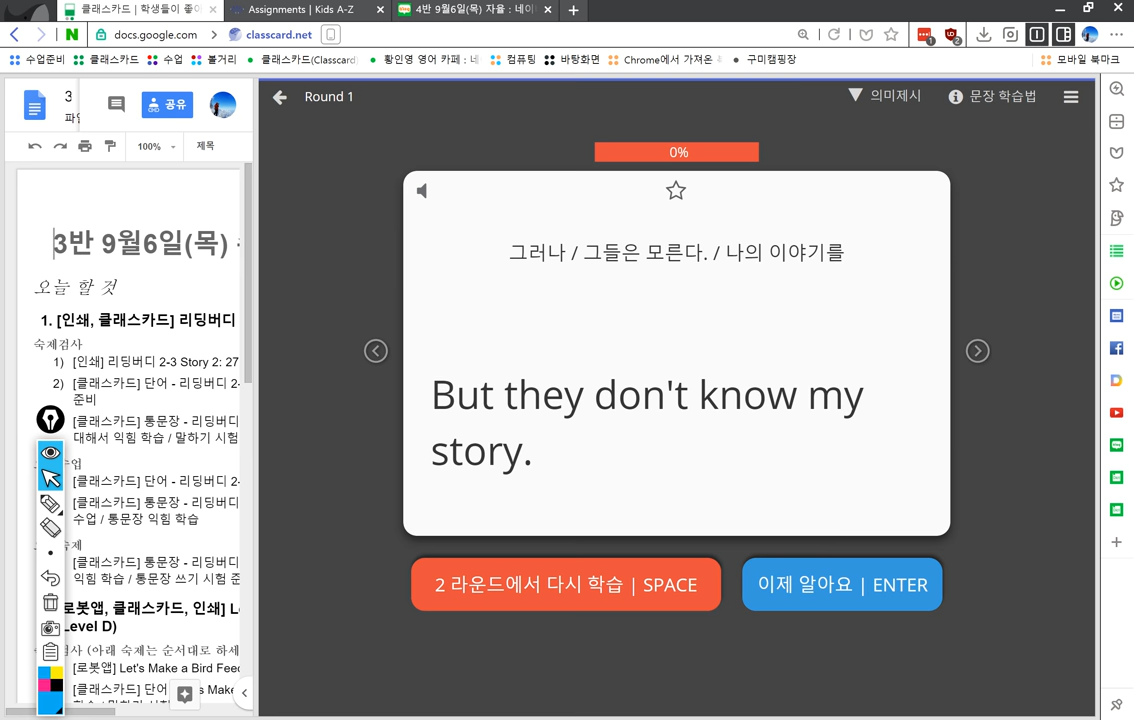 클래스카드 | 학생들이 좋아
Assignments | Kids A-Z
4반 9월6일(목) 자율 : 네이
docs.google.com
classcard.net
수업준비
클래스카드
수업
볼거리
클래스카드(Classcard)
황인영 영어 카페 : 네
컴퓨팅
바탕화면
Chrome에서 가져온
구미캠핑장
모바일 북마크
3
파일
공유
100%
제목
3반 9월6일(목)
오늘 할 것
1. [인쇄, 클래스카드] 리딩버디
숙제검사
1) [인쇄] 리딩버디 2-3 Story 2: 27
2) [클래스카드] 단어 - 리딩버디 2-
준비
[클래스카드] 통문장 - 리딩버디
대해서 익힘 학습 / 말하기 시험
수업
[클래스카드] 단어 - 리딩버디 2-
[클래스카드] 통문장 - 리딩버디
수업 / 통문장 익힘 학습
숙제
[클래스카드] 통문장 - 리딩버디
익힘 학습 / 통문장 쓰기 시험 준
로봇앱, 클래스카드, 인쇄] Le
Level D)
검사 (아래 숙제는 순서대로 하세
[로봇앱] Let's Make a Bird Feed
[클래스카드] 단어
s Make
Round 1
의미제시
문장 학습법
0%
그러나 / 그들은 모른다. / 나의 이야기를
But they don't know my
story.
2 라운드에서 다시 학습 | SPACE
이제 알아요 | ENTER